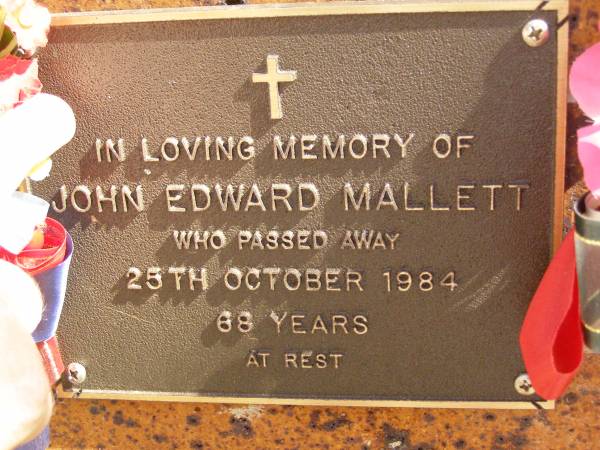 IN LOVING MEMORY OF
JOHN EDWARD MALLETT
WHO PASSED AWAY
25TH OCTOBER 1984
68 YEARS
AT REST